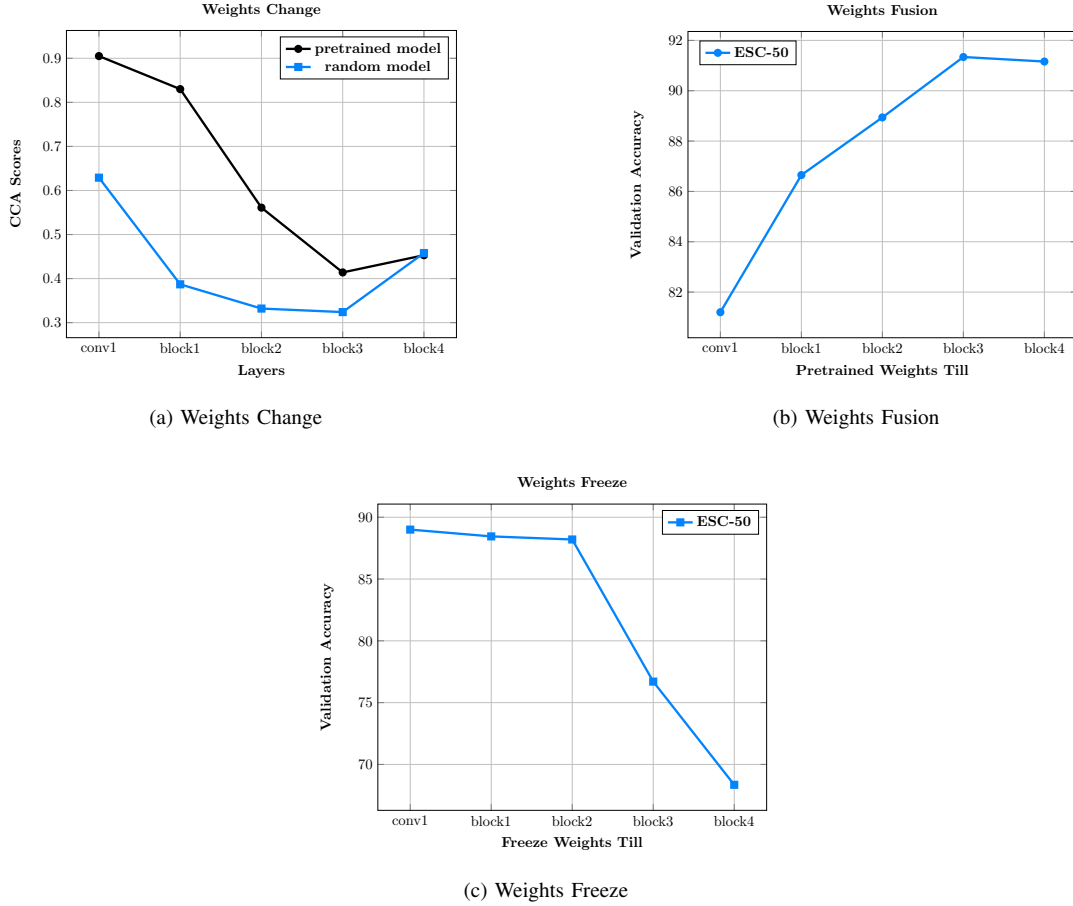 Weights Change
pretrained model
random model
0.9
0.8
0.7
0.6
0.5
0.4
0.3
CCA Scores
conv1 block1 block2 block3 block4
Layers
(a) Weights Change
Weights Fusion
ESC-50
92
90
88
86
84
82
Validation Accuracy
conv1 block1 block2 block3 block4
Pretrained Weights Till
(b) Weights Fusion
Weights Freeze
ESC-50
90
85
80
75
70
Validation Accuracy
conv1 block1 block2 block3 block4
Freeze Weights Till
(c) Weights Freeze